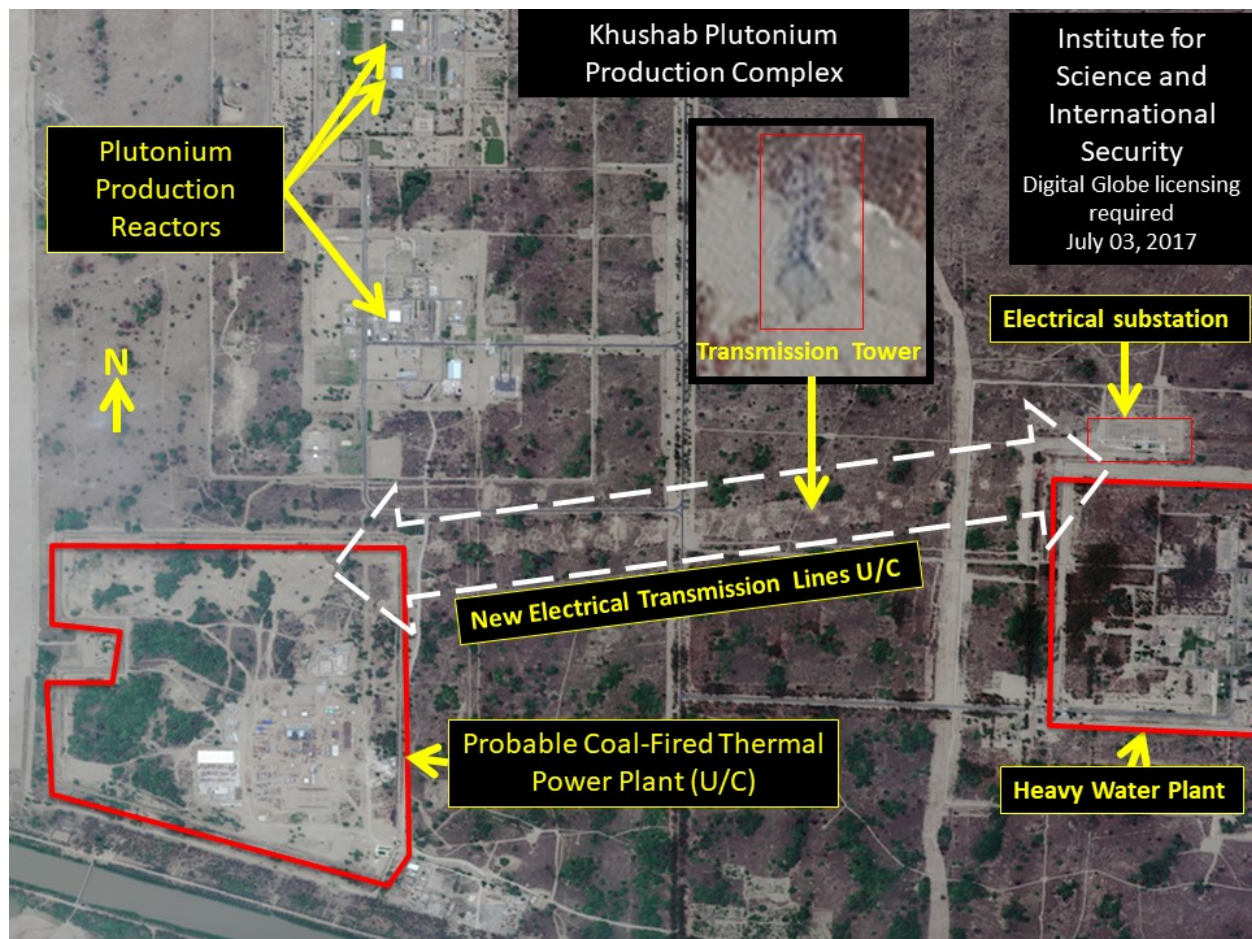 Khushab Plutonium
Production Complex
Institute for
Science and
International
Security
Digital Globe licensing
required
July 03, 2017
Plutonium
Production
Reactors
N
Transmission Tower
Electrical substation
New Electrical Transmission Lines U/C
Probable Coal-Fired Thermal
Power Plant (U/C)
Heavy Water Plant